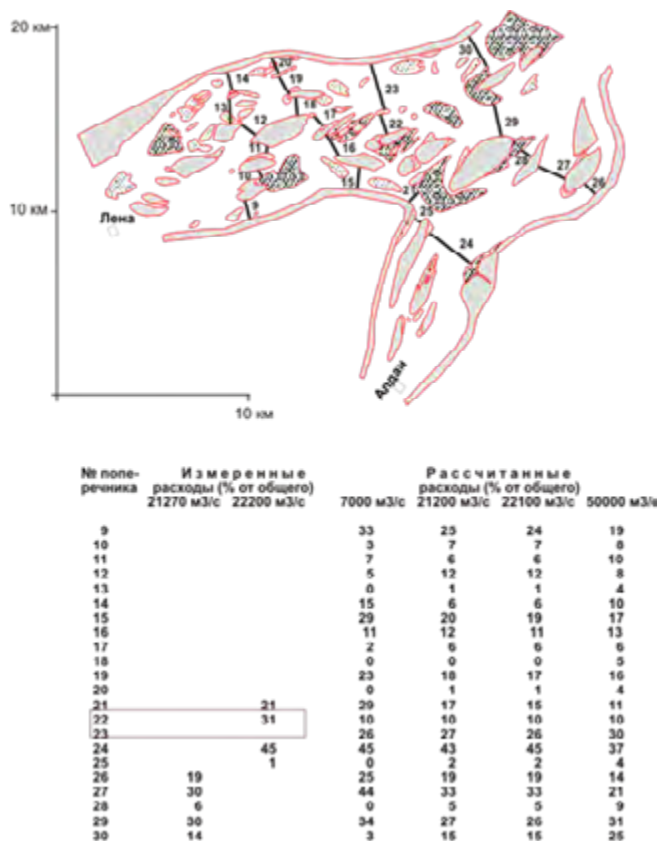 20 км
30
20
14
19
23
13
12
18
17
22
29
11
16
28
27
10
15
21
26
9
25
10 км
Лена
24
Алдан
10 км
№ попе- Измеренные Рассчитанные
речника расходы (% от общего) расходы (% от общего)
21270 м3/с 22200 м3/с 7000 м3/с 21200 м3/с 22100 м3/с 50000 м3/с
9 33 25 24 19
10 3 7 7 8
11 7 6 6 10
12 5 12 12 8
13 0 1 1 4
14 15 6 6 10
15 29 20 19 17
16 11 12 11 13
17 2 6 6 6
18 0 0 0 5
19 23 18 17 16
20 0 1 1 4
21 21 29 17 15 11
22 31 10 10 10 10
23 26 27 26 30
24 45 45 43 45 37
25 1 0 2 2 4
26 19 25 19 19 14
27 30 44 33 33 21
28 6 0 5 5 9
29 30 34 27 26 31
30 14 3 15 15 25